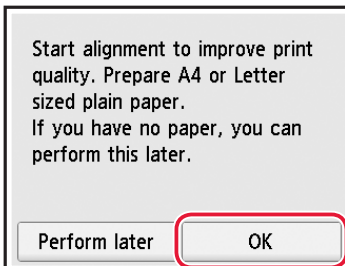 Start alignment to improve print
quality. Prepare A4 or Letter
sized plain paper.
If you have no paper, you can
perform this later.
Perform later
OK